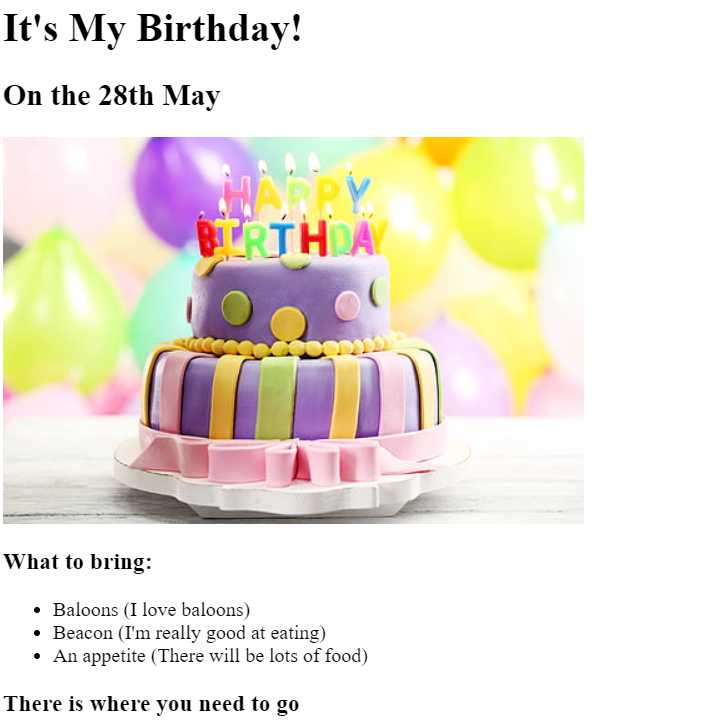 It's My Birthday!
On the 28th May
HAPPY
BIRTHDAY
What to bring:
Baloons (I love baloons)
Beacon (I'm really good at eating)
An appetite (There will be lots of food)
There is where you need to go